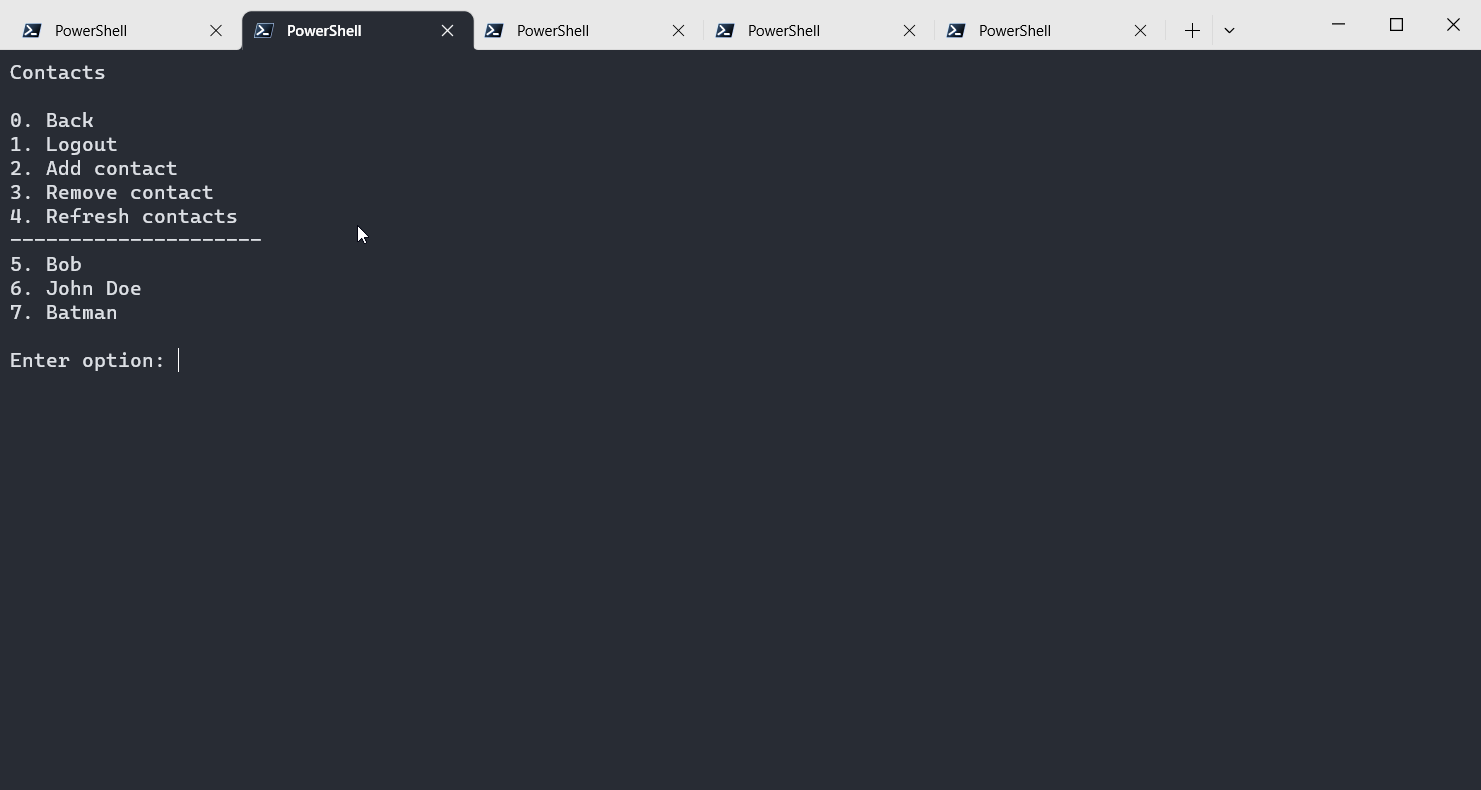 PowerShell PowerShell PowerShell PowerShell PowerShell
Contacts
0. Back
1. Logout
2. Add contact
3. Remove contact
4. Refresh contacts
---------------------
5. Bob
6. John Doe
7. Batman
Enter option: